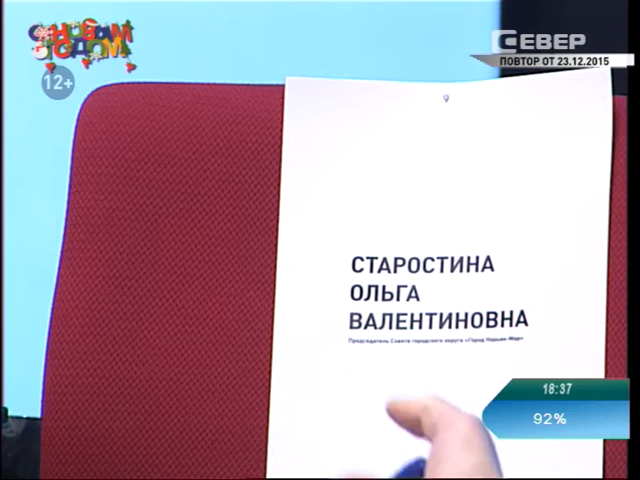 С НОВЫМ
ГОДОМ
12+
СЕВЕР
ПОВТОР ОТ 23.12.2015
9
СТАРОСТИНА
ОЛЬГА
ВАЛЕНТИНОВНА
Председатель Совета городского округа «Город Нарьян-Мар»
18:37
92%